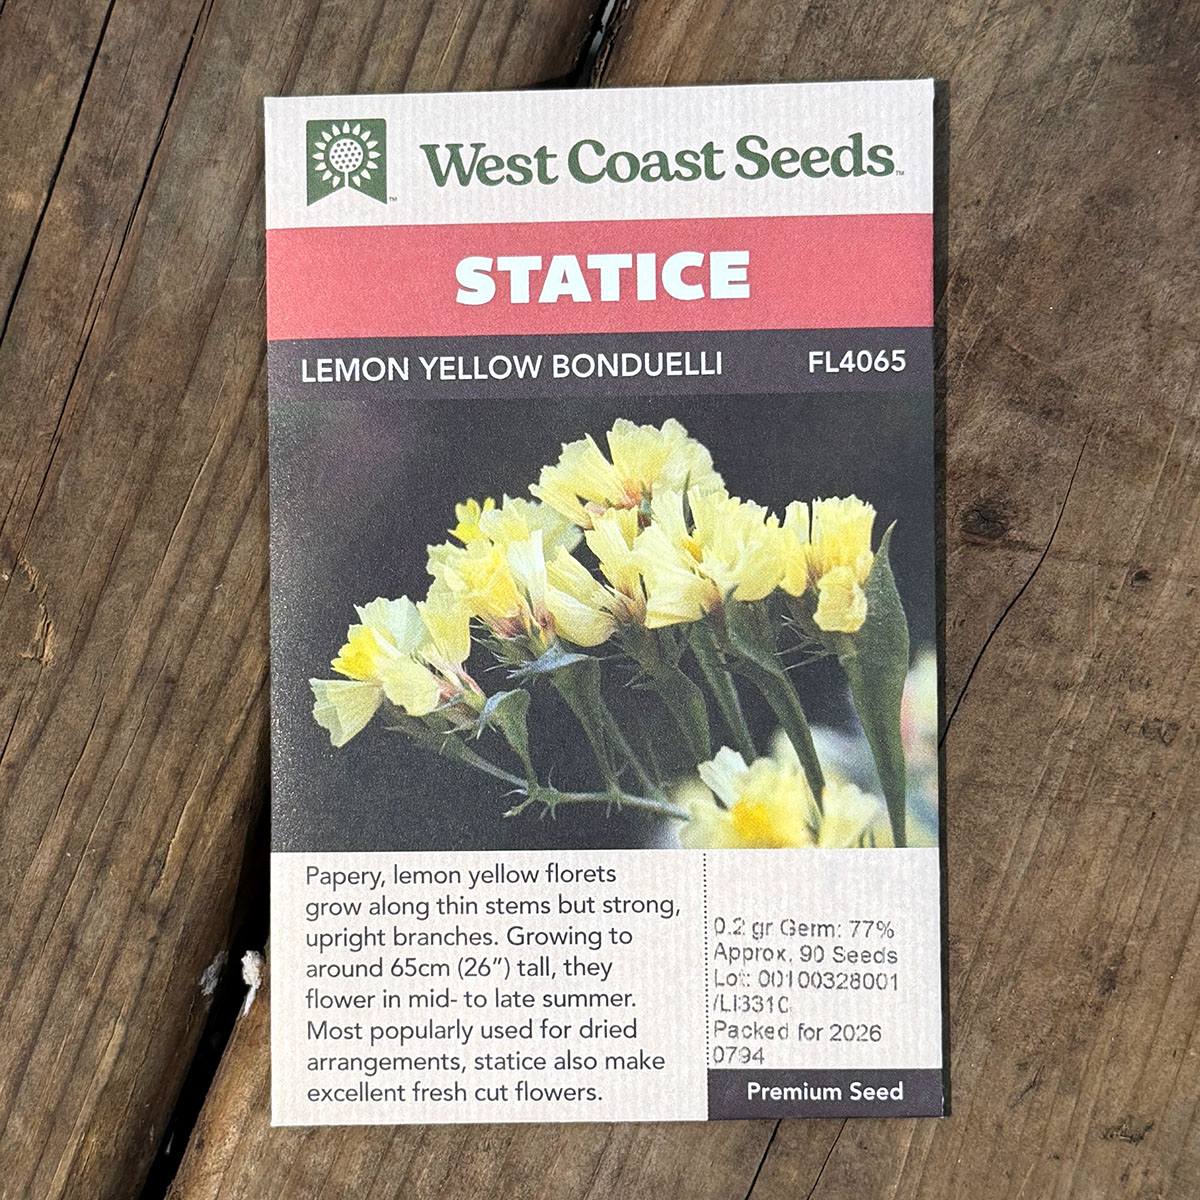 West Coast Seeds™
STATICE
LEMON YELLOW BONDUELLI FL4065
Papery, lemon yellow florets
grow along thin stems but strong,
upright branches. Growing to
around 65cm (26”) tall, they
flower in mid- to late summer.
Most popularly used for dried
arrangements, statice also make
excellent fresh cut flowers.
0.2 gr Germ: 77%
Approx. 90 Seeds
Lot: 00100328001
Packed for 2026
0794
Premium Seed